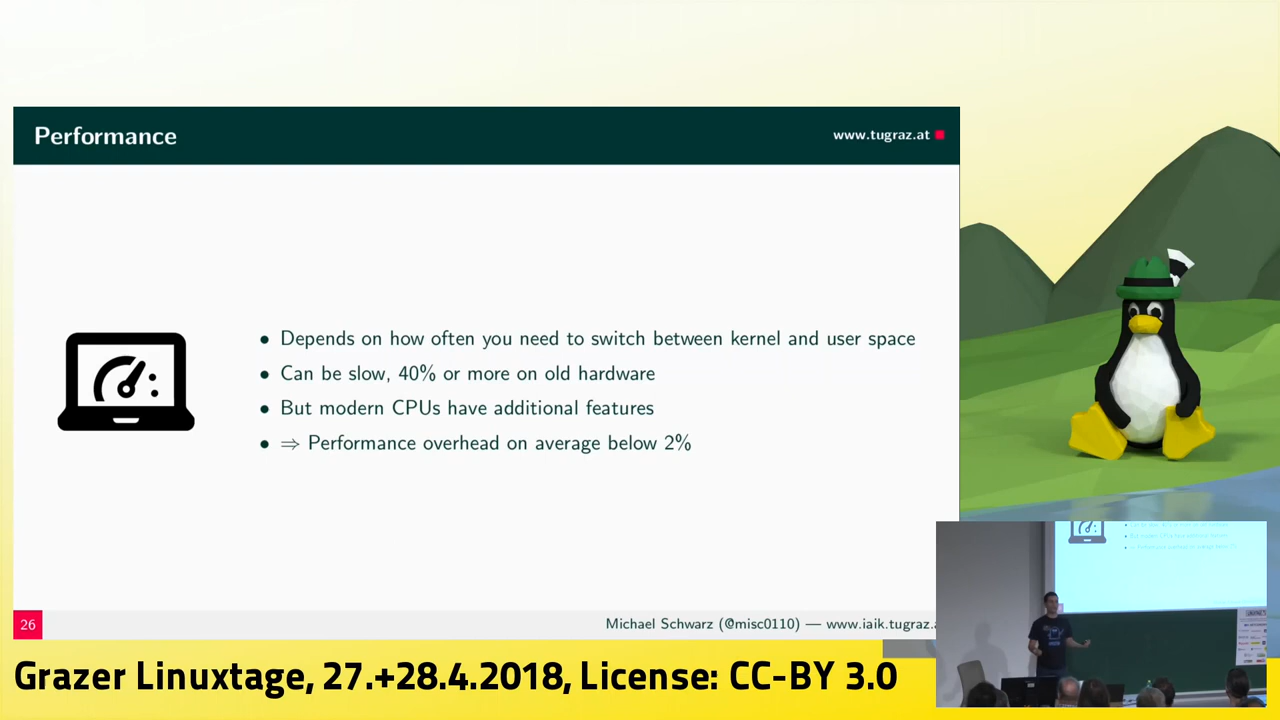 Performance
www.tugraz.at
Depends on how often you need to switch between kernel and user space
Can be slow, 40% or more on old hardware
But modern CPUs have additional features
⇒ Performance overhead on average below 2%
26
Michael Schwarz (@misc0110) — www.iaik.tugraz.a
Grazer Linuxtage, 27.+28.4.2018, License: CC-BY 3.0